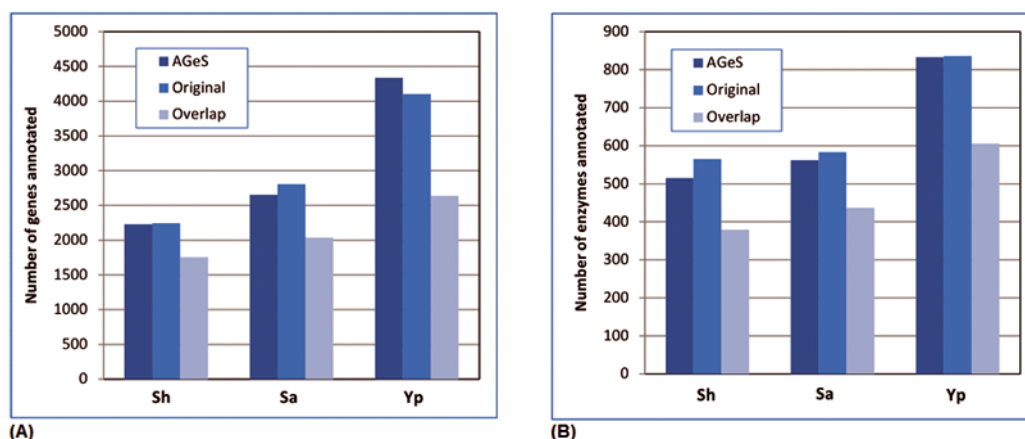 5000
4500
4000
3500
3000
2500
2000
1500
1000
500
0
Number of genes annotated
AGeS
Original
Overlap
Sh Sa Yp
(A)
900
800
700
600
500
400
300
200
100
0
Number of enzymes annotated
AGeS
Original
Overlap
Sh Sa Yp
(B)